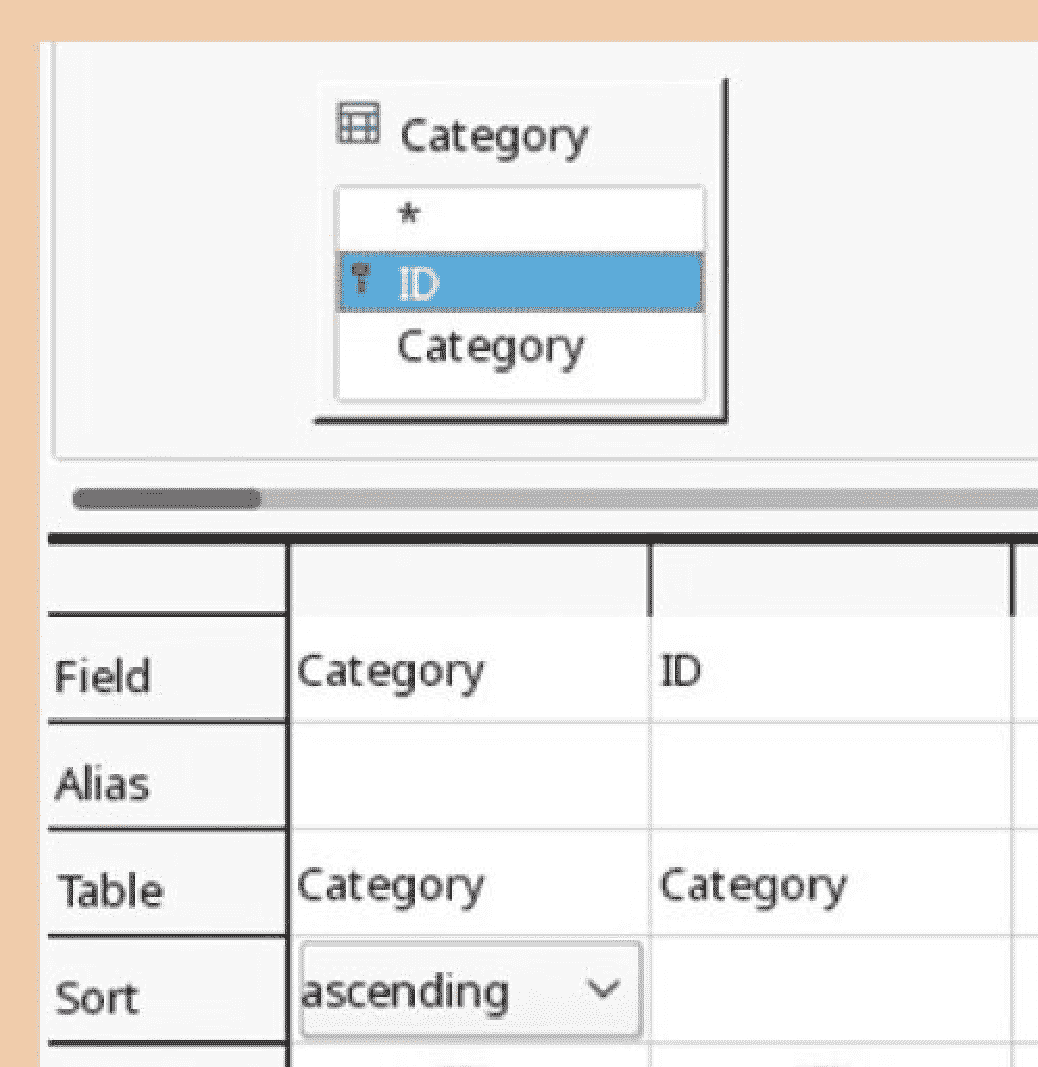 Category
*
ID
Category
Field Category ID
Alias
Table Category Category
Sort ascending